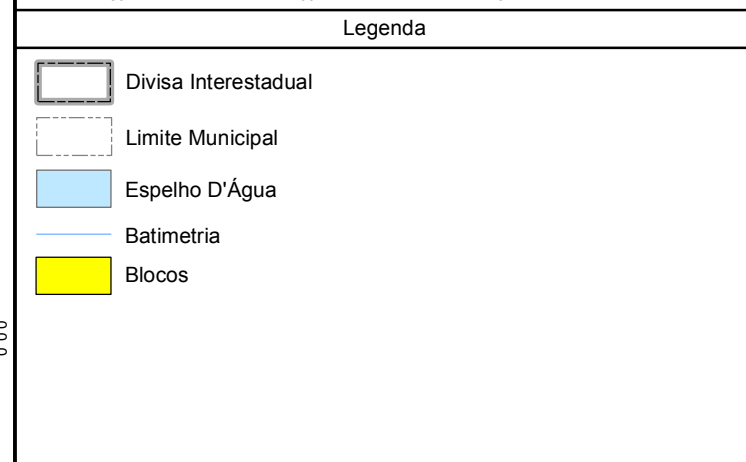 Legenda
Divisa Interestadual
Limite Municipal
Espelho D'Água
Batimetria
Blocos